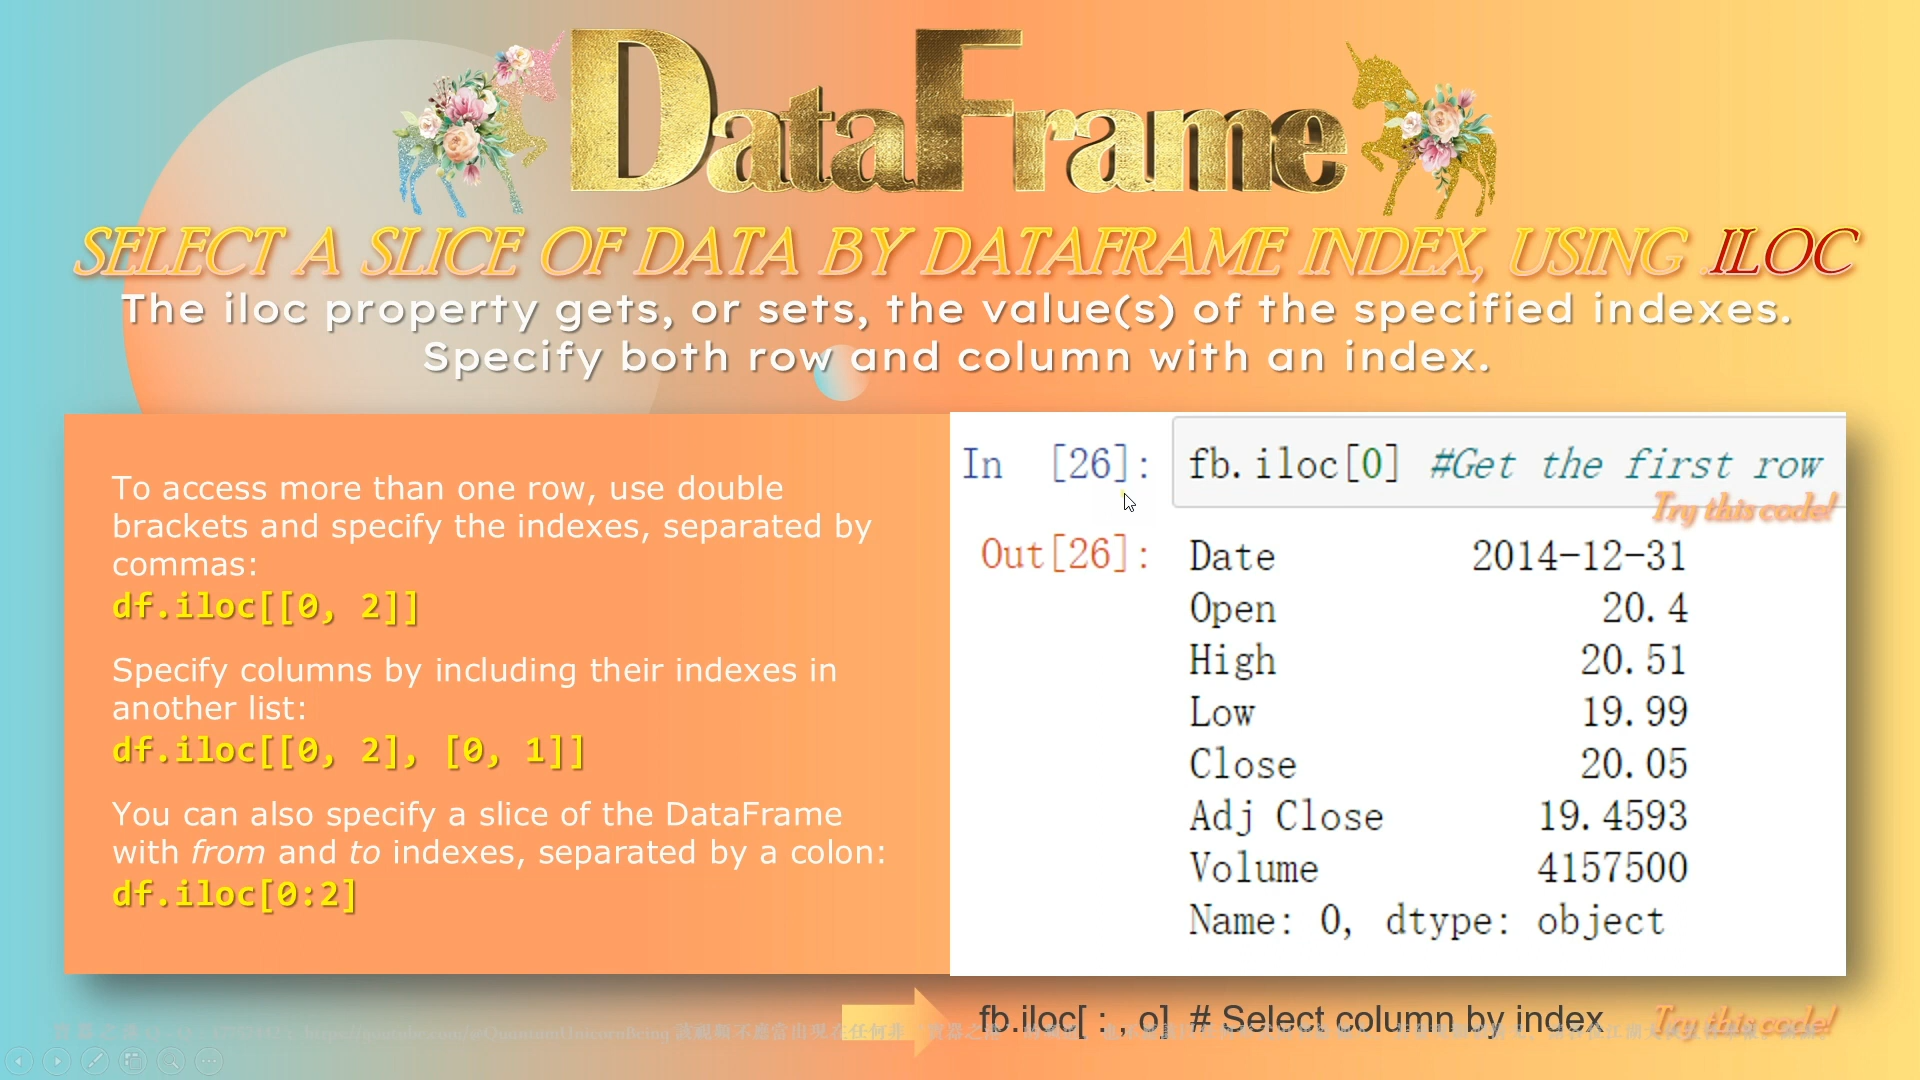 DataFrame
SELECT A SLICE OF DATA BY DATAFRAME INDEX, USING .ILOC
The iloc property gets, or sets, the value(s) of the specified indexes.
Specify both row and column with an index.
To access more than one row, use double
brackets and specify the indexes, separated by
commas:
df.iloc[[0, 2]]
Specify columns by including their indexes in
another list:
df.iloc[[0, 2], [0, 1]]
You can also specify a slice of the DataFrame
with from and to indexes, separated by a colon:
df.iloc[0:2]
In [26]: fb.iloc[0] #Get the first row
Try this code!
Out[26]: Date 2014-12-31
Open 20.4
High 20.51
Low 19.99
Close 20.05
Adj Close 19.4593
Volume 4157500
Name: 0, dtype: object
fb.iloc[ : , o] # Select column by index
Try this code!